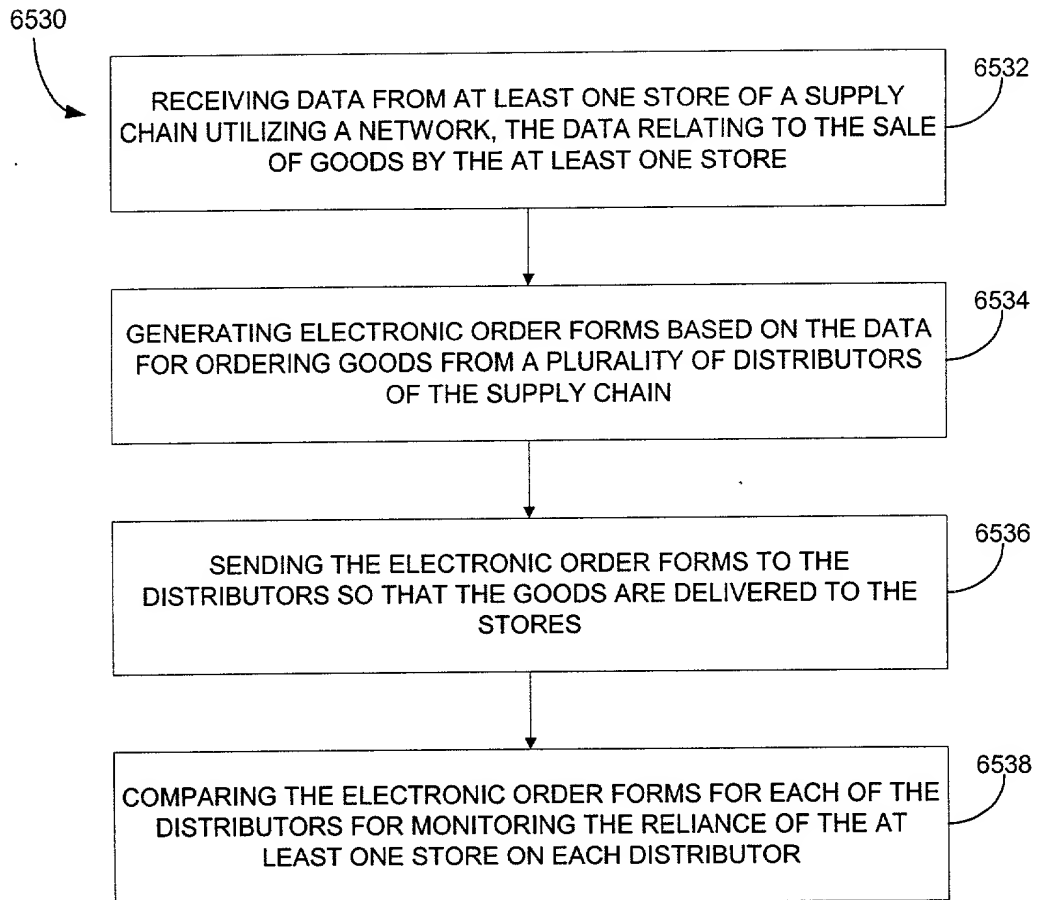 6530
6532
RECEIVING DATA FROM AT LEAST ONE STORE OF A SUPPLY
CHAIN UTILIZING A NETWORK, THE DATA RELATING TO THE SALE
OF GOODS BY THE AT LEAST ONE STORE
6534
GENERATING ELECTRONIC ORDER FORMS BASED ON THE DATA
FOR ORDERING GOODS FROM A PLURALITY OF DISTRIBUTORS
OF THE SUPPLY CHAIN
6536
SENDING THE ELECTRONIC ORDER FORMS TO THE
DISTRIBUTORS SO THAT THE GOODS ARE DELIVERED TO THE
STORES
6538
COMPARING THE ELECTRONIC ORDER FORMS FOR EACH OF THE
DISTRIBUTORS FOR MONITORING THE RELIANCE OF THE AT
LEAST ONE STORE ON EACH DISTRIBUTOR